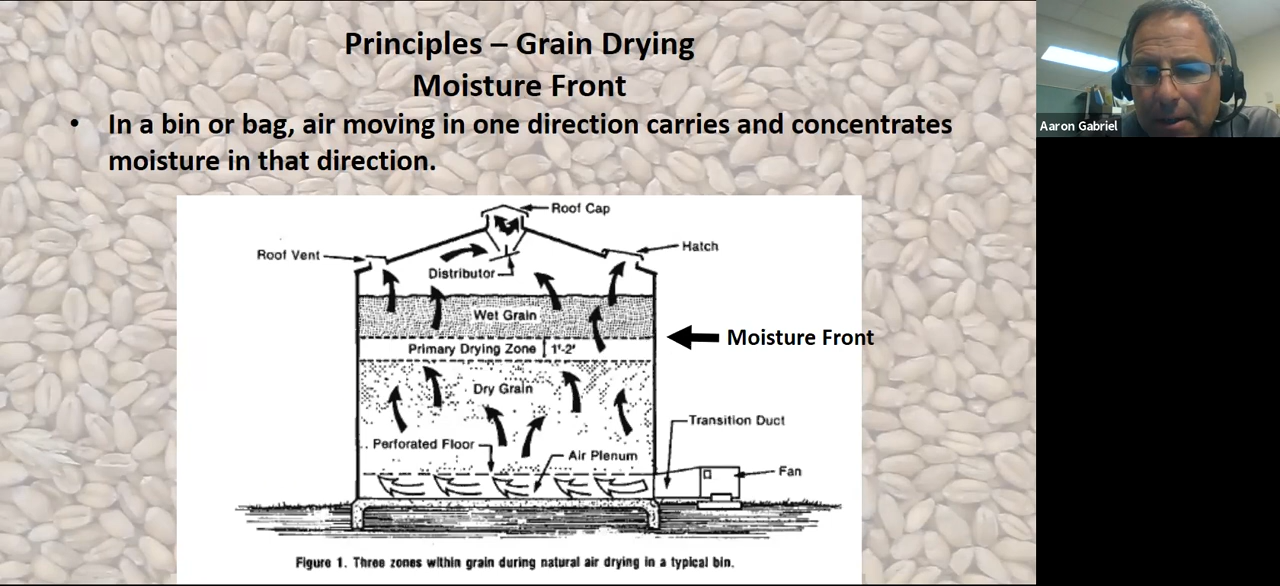 Principles – Grain Drying
Moisture Front
• In a bin or bag, air moving in one direction carries and concentrates
moisture in that direction.
Aaron Gabriel
Roof Cap
Roof Vent
Hatch
Distributor
Wet Grain
Moisture Front
Primary Drying Zone 1'-2'
Dry Grain
Transition Duct
Perforated Floor
Air Plenum
Fan
Figure 1. Three zones within grain during natural air drying in a typical bin.